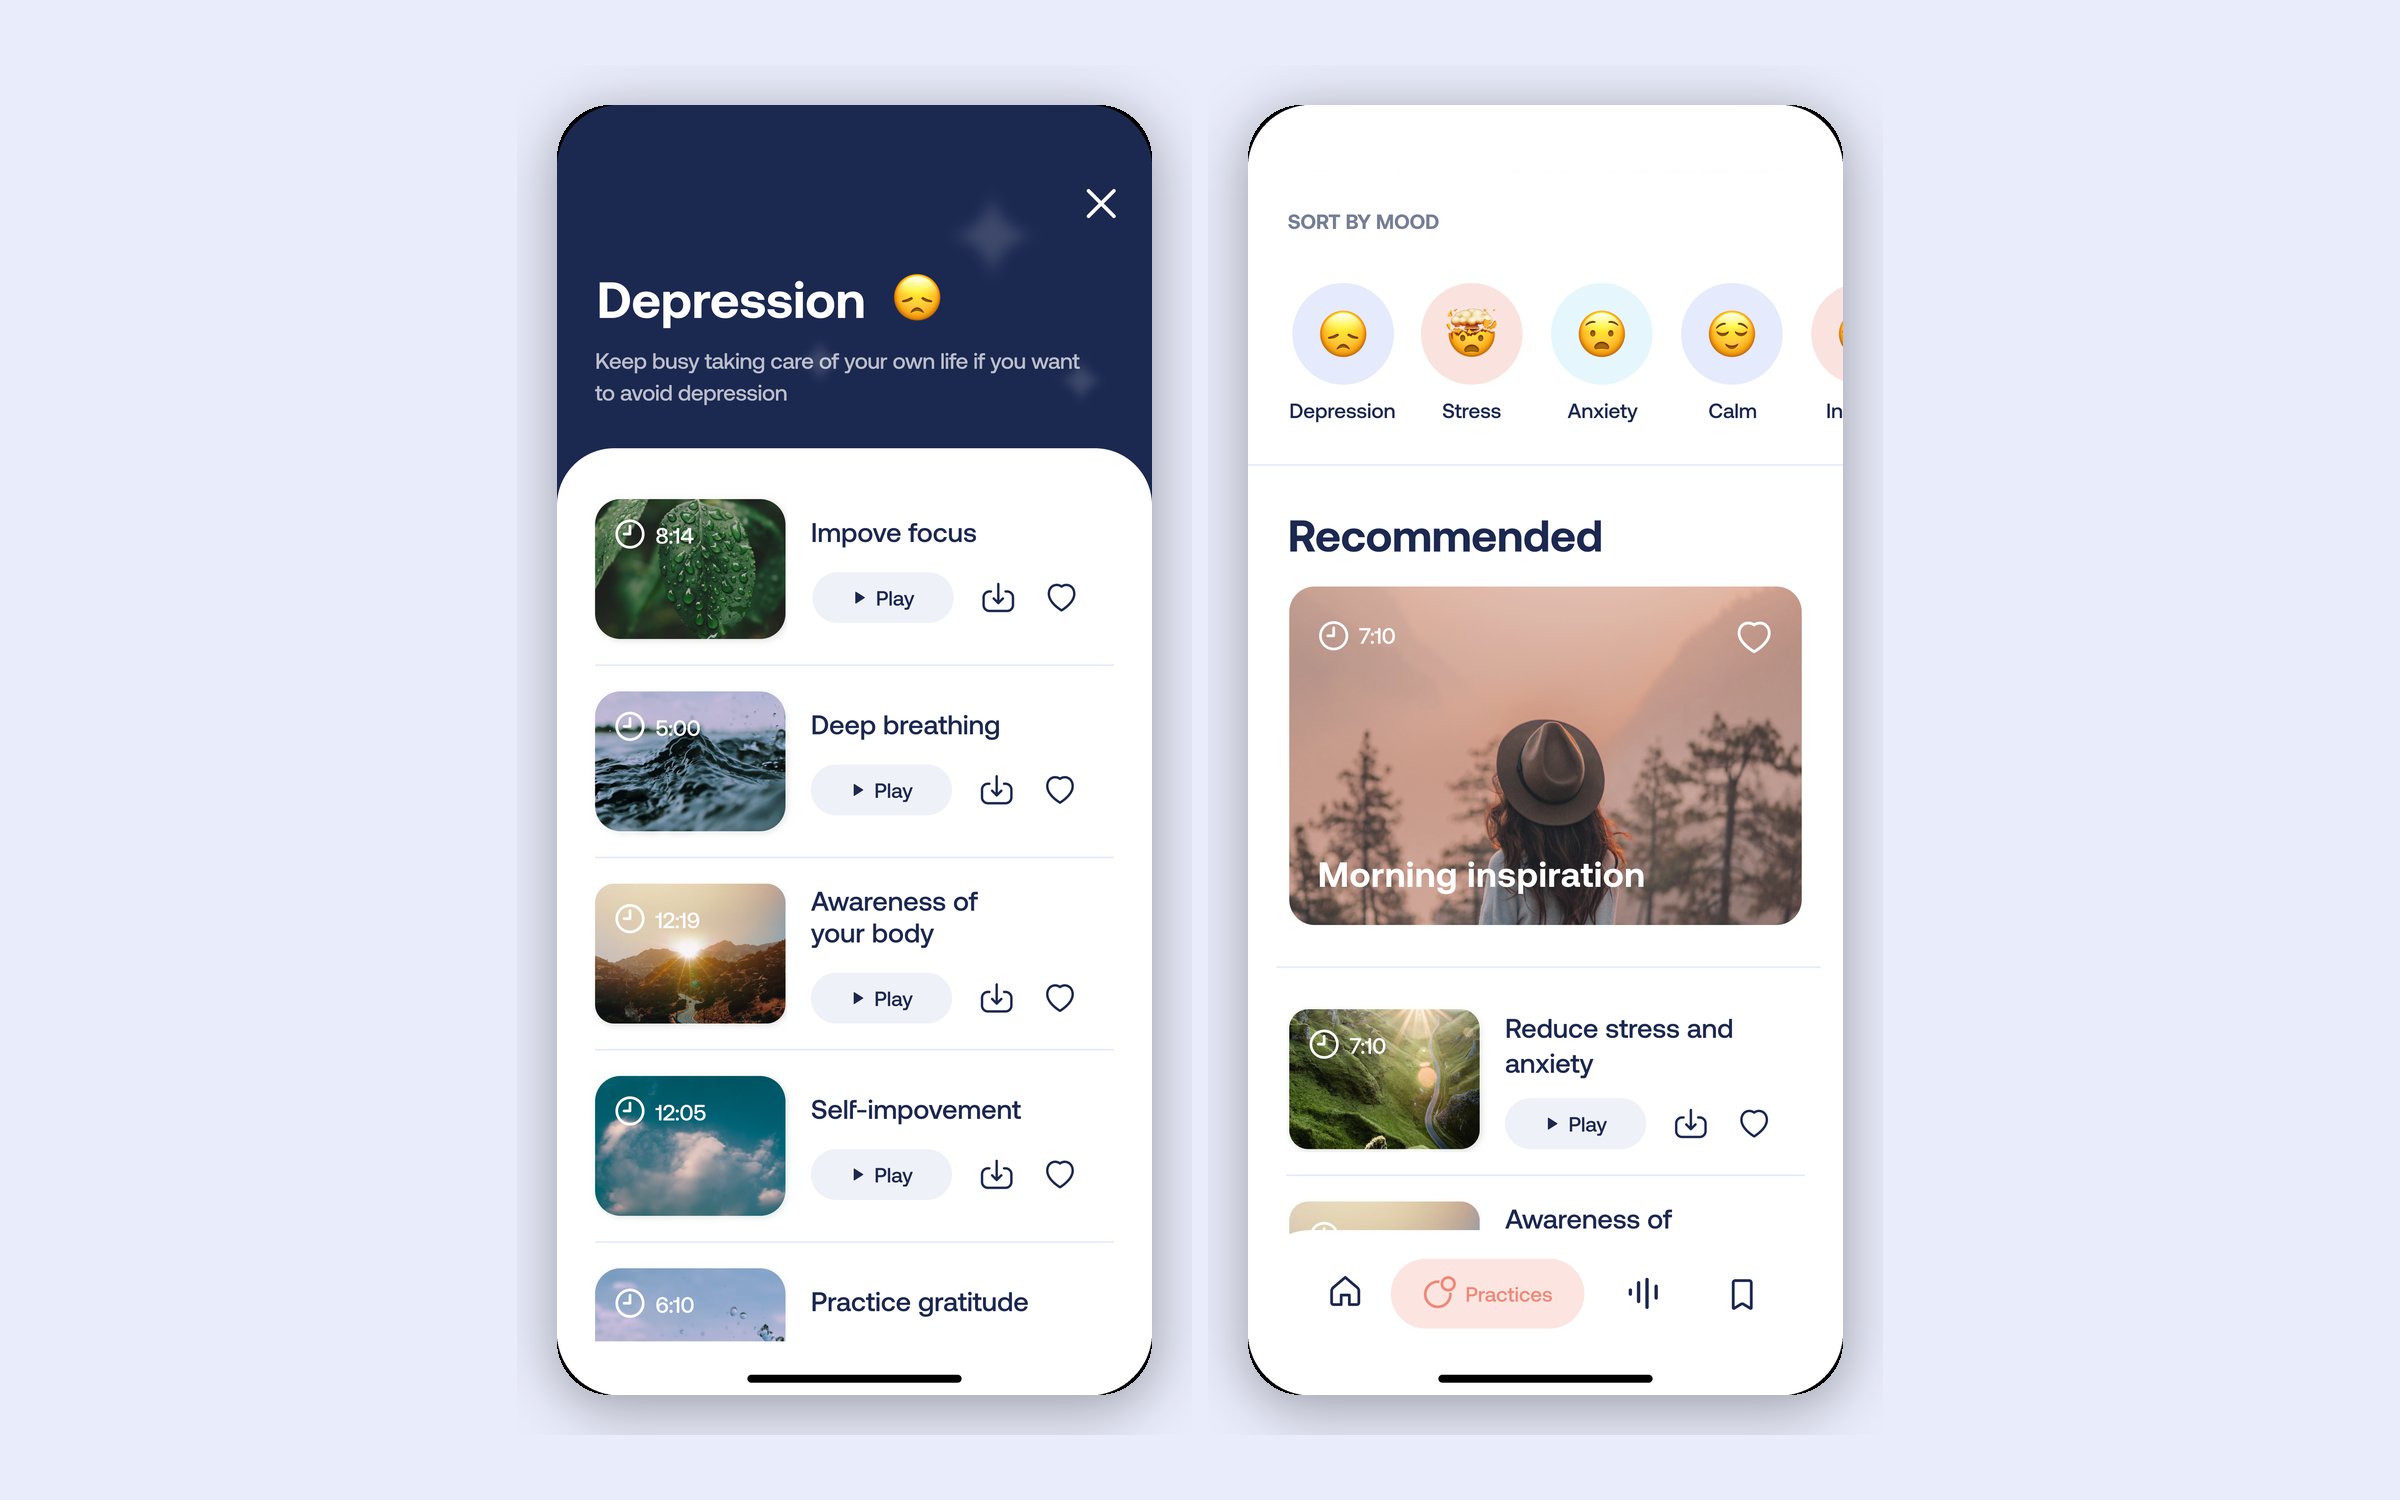 Depression
Keep busy taking care of your own life if you want
to avoid depression
8:14
Impove focus
Play
5:00
Deep breathing
Play
12:19
Awareness of
your body
Play
12:05
Self-impovement
Play
6:10
Practice gratitude
SORT BY MOOD
Depression
Stress
Anxiety
Calm
In
Recommended
7:10
Morning inspiration
7:10
Reduce stress and
anxiety
Play
Awareness of
Practices